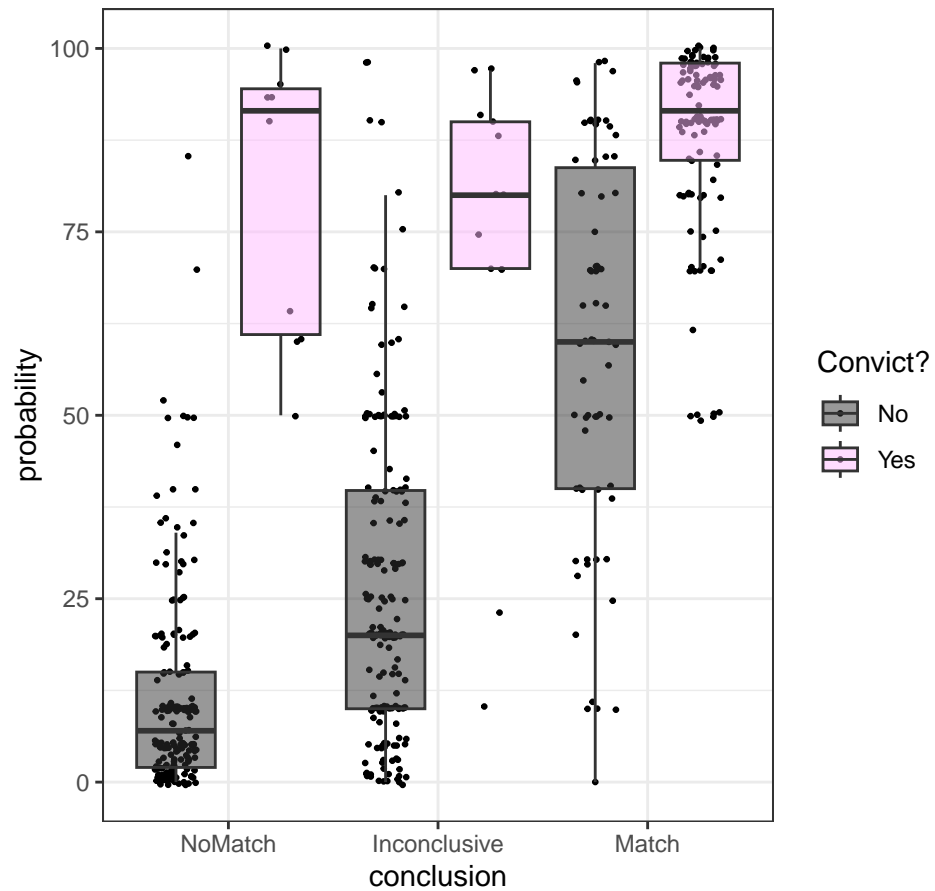 100
75
50
25
0
probability
NoMatch
Inconclusive
Match
conclusion
Convict?
No
Yes